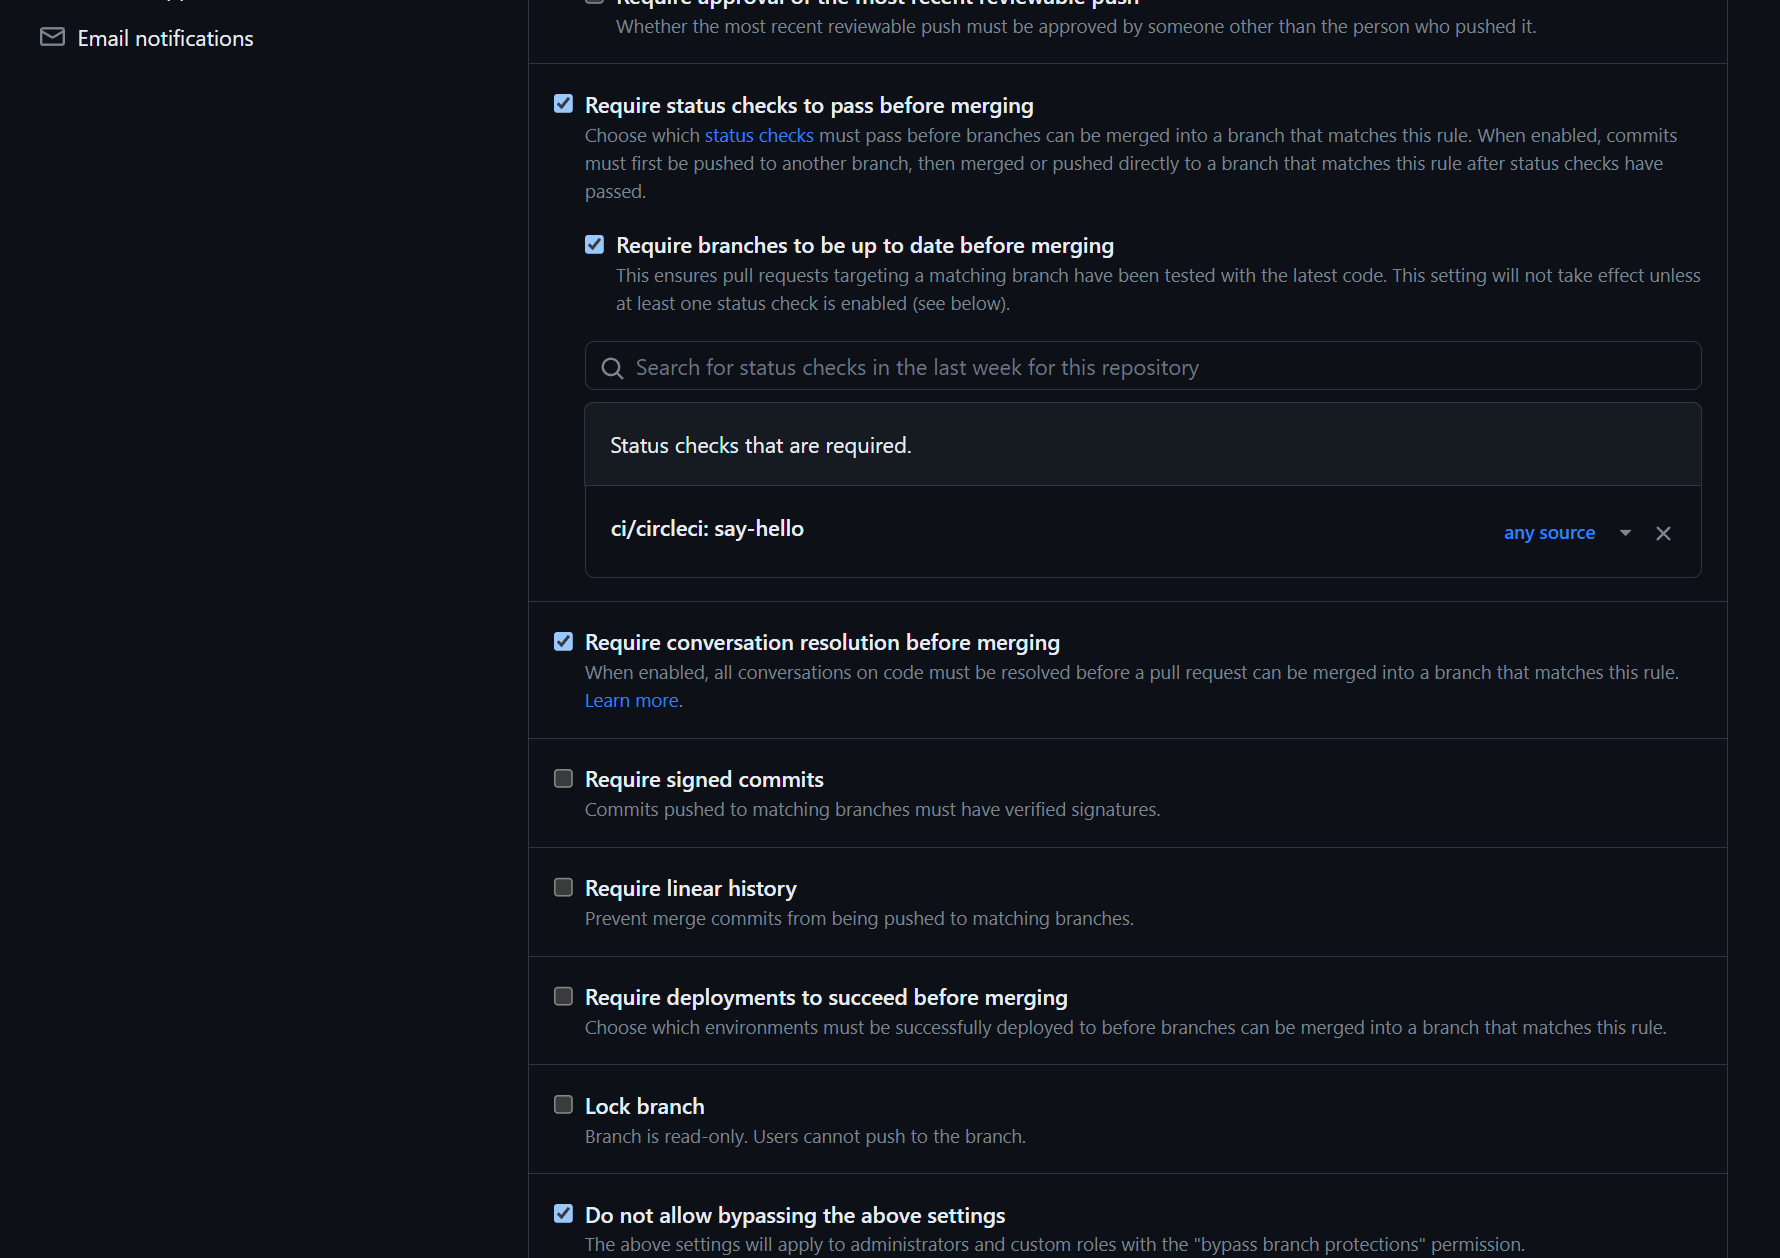 Email notifications
Require approval of the most recent reviewable push
Whether the most recent reviewable push must be approved by someone other than the person who pushed it.
Require status checks to pass before merging
Choose which status checks must pass before branches can be merged into a branch that matches this rule. When enabled, commits
must first be pushed to another branch, then merged or pushed directly to a branch that matches this rule after status checks have
passed.
Require branches to be up to date before merging
This ensures pull requests targeting a matching branch have been tested with the latest code. This setting will not take effect unless
at least one status check is enabled (see below).
Search for status checks in the last week for this repository
Status checks that are required.
ci/circleci: say-hello
any source
Require conversation resolution before merging
When enabled, all conversations on code must be resolved before a pull request can be merged into a branch that matches this rule.
Learn more.
Require signed commits
Commits pushed to matching branches must have verified signatures.
Require linear history
Prevent merge commits from being pushed to matching branches.
Require deployments to succeed before merging
Choose which environments must be successfully deployed to before branches can be merged into a branch that matches this rule.
Lock branch
Branch is read-only. Users cannot push to the branch.
Do not allow bypassing the above settings
The above settings will apply to administrators and custom roles with the "bypass branch protections" permission.